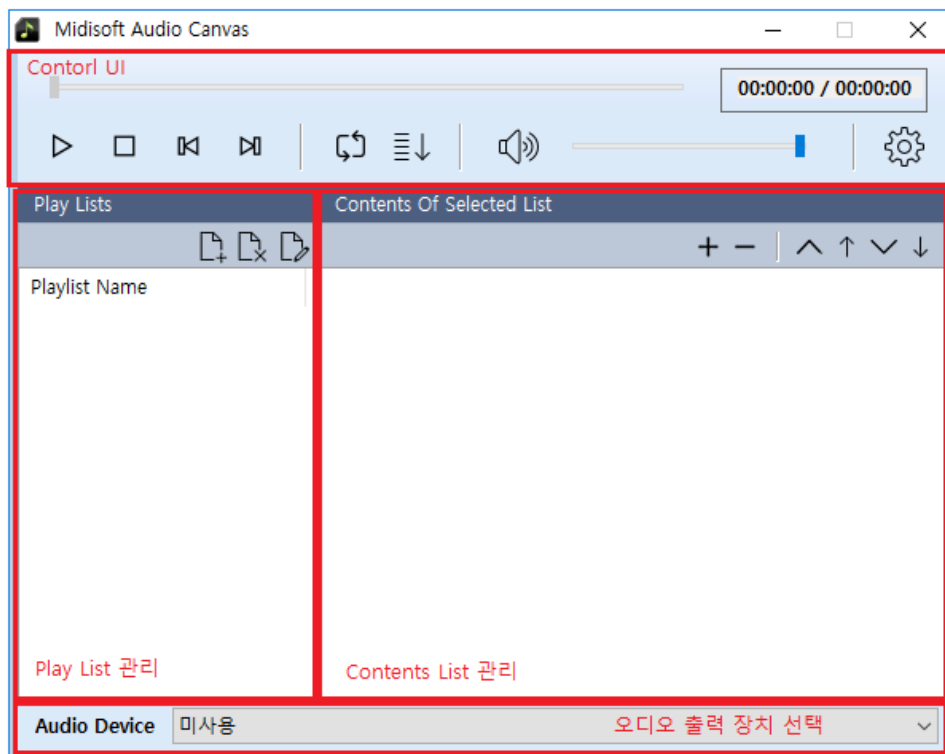 Midisoft Audio Canvas
Contorl UI
00:00:00 / 00:00:00
Play Lists
Contents Of Selected List
Playlist Name
Play List 관리
Contents List 관리
Audio Device 미사용 오디오 출력 장치 선택